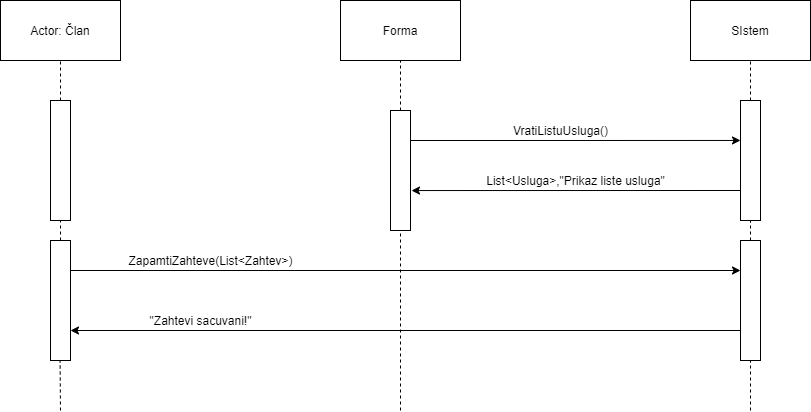 Actor: Član
Forma
SIstem
VratiListuUsluga()
List<Usluga>,"Prikaz liste usluga"
ZapamtiZahteve(List<Zahtev>)
"Zahtevi sacuvani!"